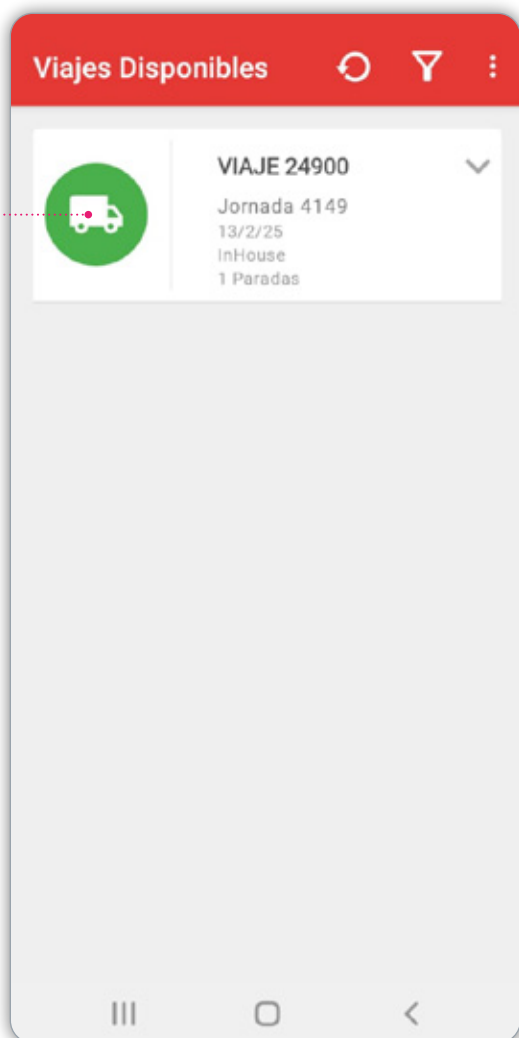 Viajes Disponibles
VIAJE 24900
Jornada 4149
13/2/25
InHouse
1 Paradas